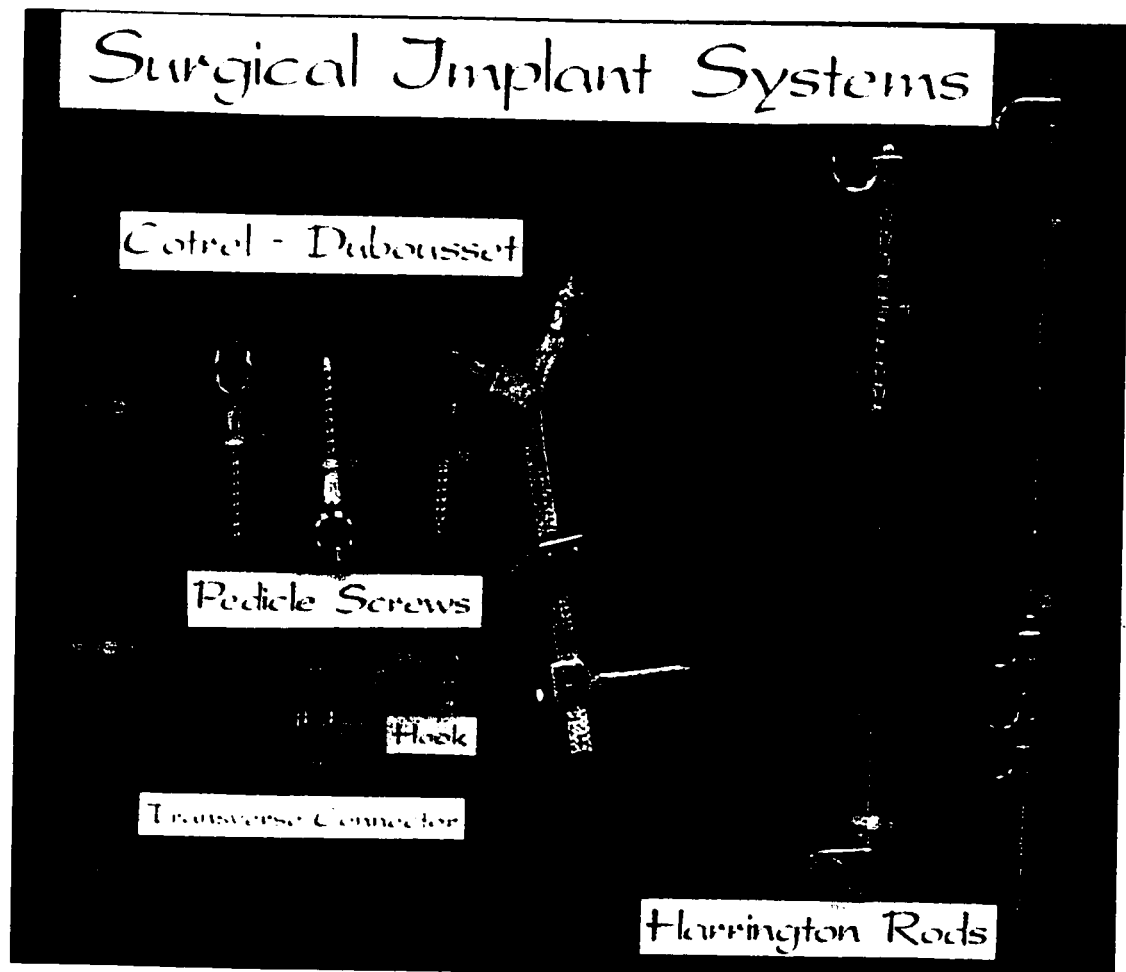 Surgical Implant Systems
Cotrel - Dubousset
Pedicle Screws
Hook
Transverse Connector
Harrington Rods